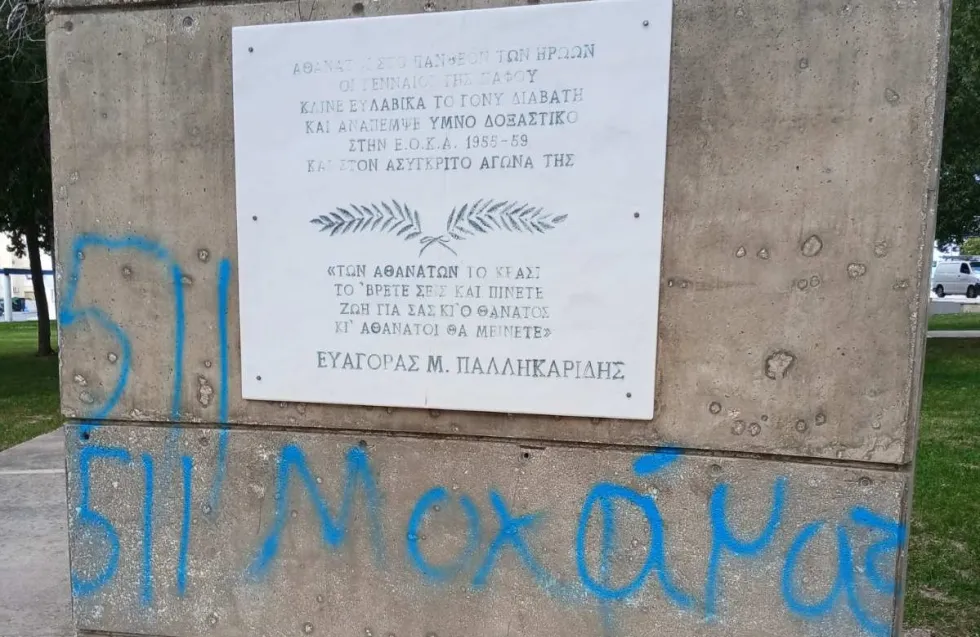 ΑΘΑΝΑΤΟΙ ΣΤΟ ΠΑΝΘΕΟΝ ΤΩΝ ΗΡΩΩΝ
ΟΙ ΓΕΝΝΑΙΟΙ ΤΗΣ ΠΑΦΟΥ
ΚΛΙΝΕ ΕΥΛΑΒΙΚΑ ΤΟ ΓΟΝΥ ΔΙΑΒΑΤΗ
ΚΑΙ ΑΝΑΠΕΜΨΕ ΥΜΝΟ ΔΟΞΑΣΤΙΚΟ
ΣΤΗΝ Ε.Ο.Κ.Α. 1955-59
ΚΑΙ ΣΤΟΝ ΑΣΥΓΚΡΙΤΟ ΑΓΩΝΑ ΤΗΣ
«ΤΩΝ ΑΘΑΝΑΤΩΝ ΤΟ ΚΡΑΣΙ
ΤΟ 'ΒΡΕΤΕ ΣΕΙΣ ΚΑΙ ΠΙΝΕΤΕ
ΖΩΗ ΓΙΑ ΣΑΣ ΚΙ' Ο ΘΑΝΑΤΟΣ
ΚΙ' ΑΘΑΝΑΤΟΙ ΘΑ ΜΕΙΝΕΤΕ»
ΕΥΑΓΟΡΑΣ Μ. ΠΑΛΛΗΚΑΡΙΔΗΣ
511
511 Μοχάμας